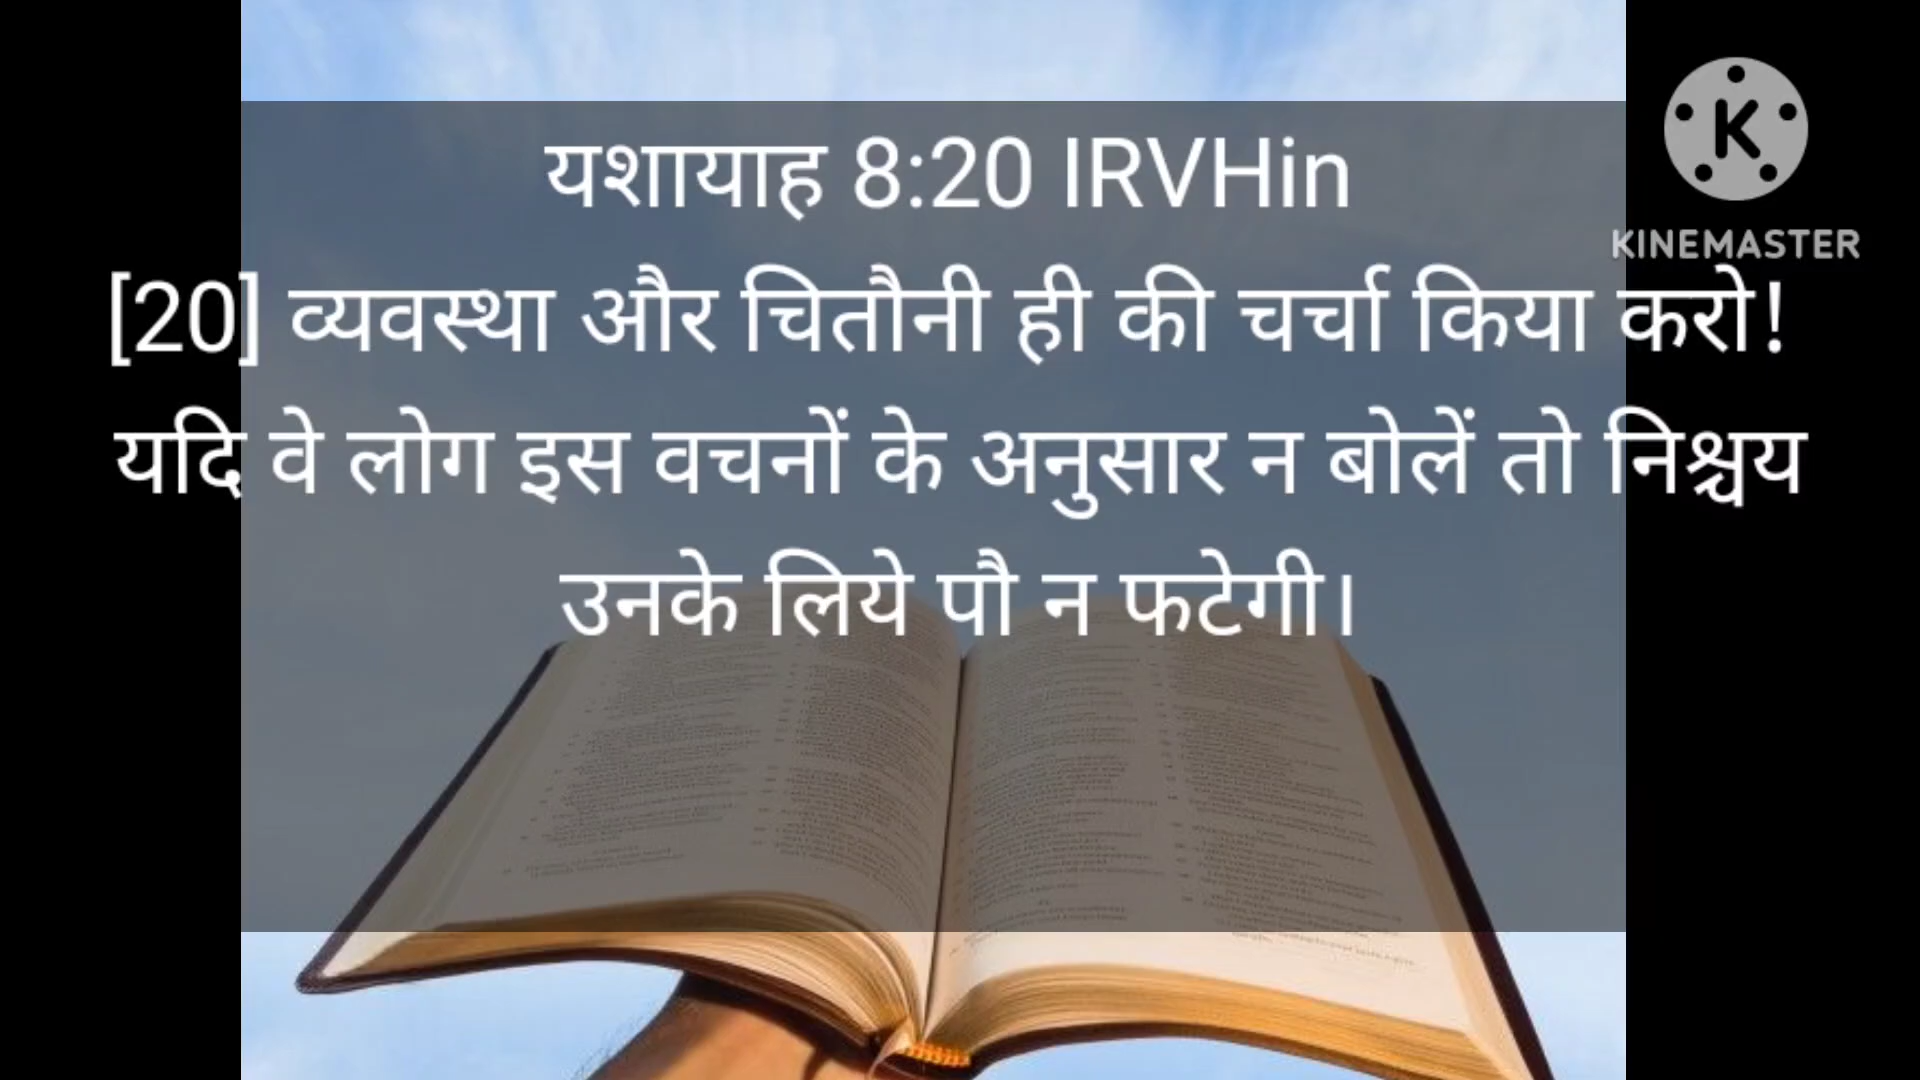 यशायाह 8:20 IRVHin
KINEMASTER
[20] व्यवस्था और चितौनी ही की चर्चा किया करो!
यदि वे लोग इस वचनों के अनुसार न बोलें तो निश्चय
उनके लिये पौ न फटेगी।